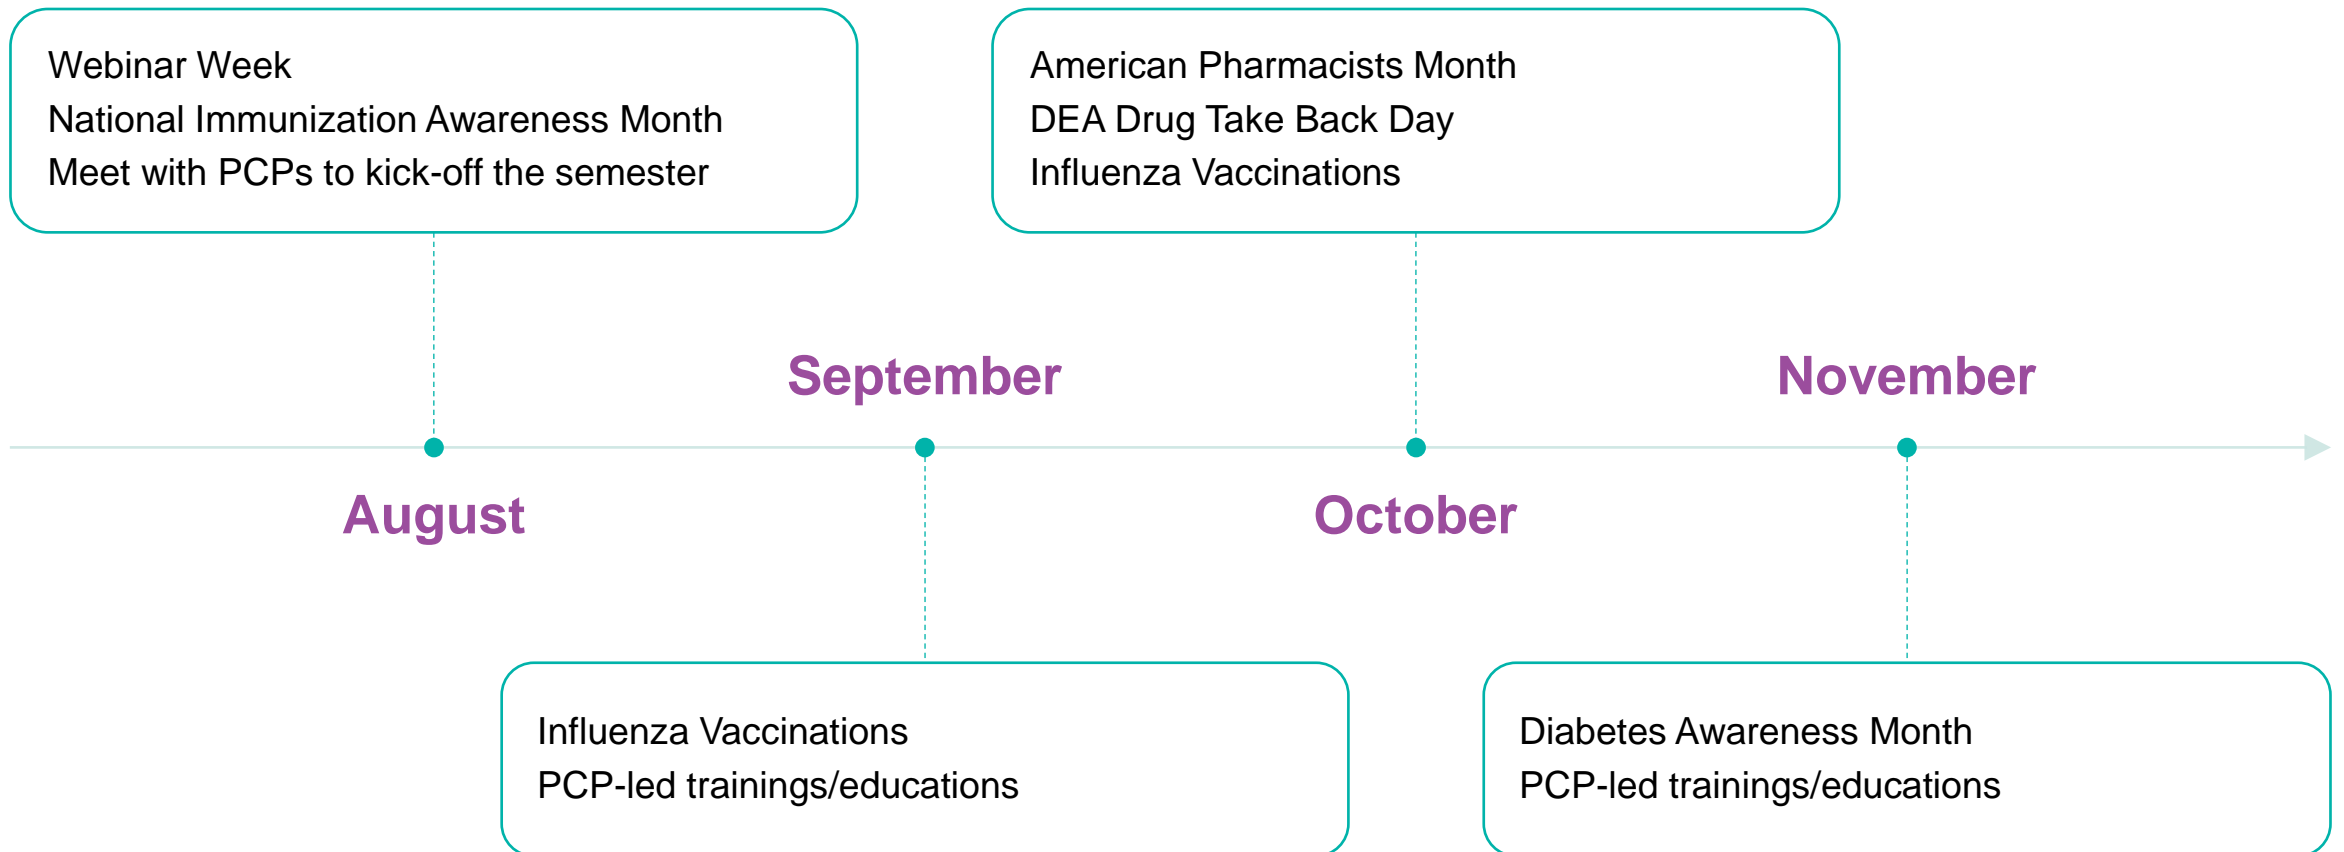 Webinar Week
National Immunization Awareness Month
Meet with PCPs to kick-off the semester
American Pharmacists Month
DEA Drug Take Back Day
Influenza Vaccinations
September
November
August
October
Influenza Vaccinations
PCP-led trainings/educations
Diabetes Awareness Month
PCP-led trainings/educations